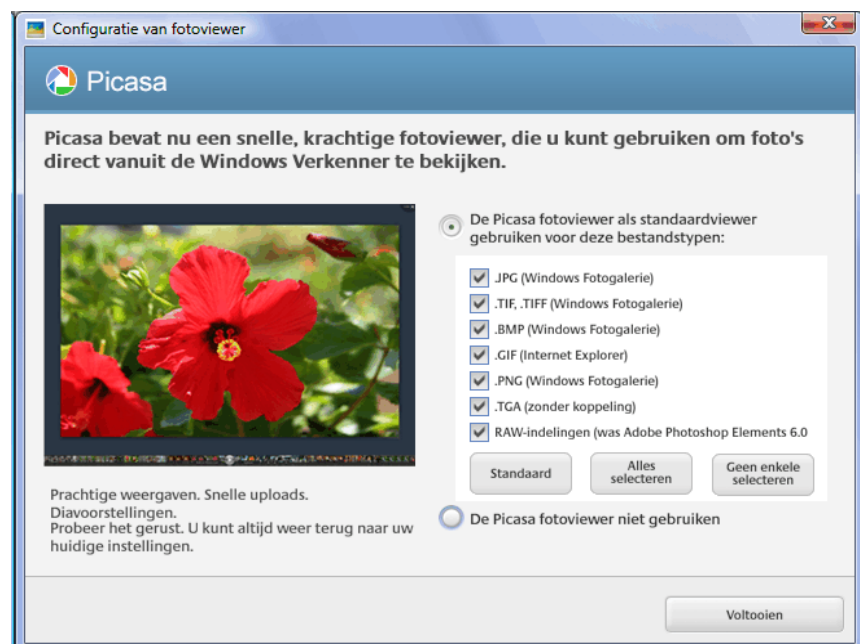 Configuratie van fotoviewer
Picasa
Picasa bevat nu een snelle, krachtige fotoviewer, die u kunt gebruiken om foto's
direct vanuit de Windows Verkenner te bekijken.
De Picasa fotoviewer als standaardviewer
gebruiken voor deze bestandstypen:
.JPG (Windows Fotogalerie)
.TIF, .TIFF (Windows Fotogalerie)
.BMP (Windows Fotogalerie)
.GIF (Internet Explorer)
.PNG (Windows Fotogalerie)
.TGA (zonder koppeling)
RAW-indelingen (was Adobe Photoshop Elements 6.0
Standaard
Alles
selecteren
Geen enkele
selecteren
Prachtige weergaven. Snelle uploads.
Diavoorstellingen.
Probeer het gerust. U kunt altijd weer terug naar uw
huidige instellingen.
De Picasa fotoviewer niet gebruiken
Voltooien